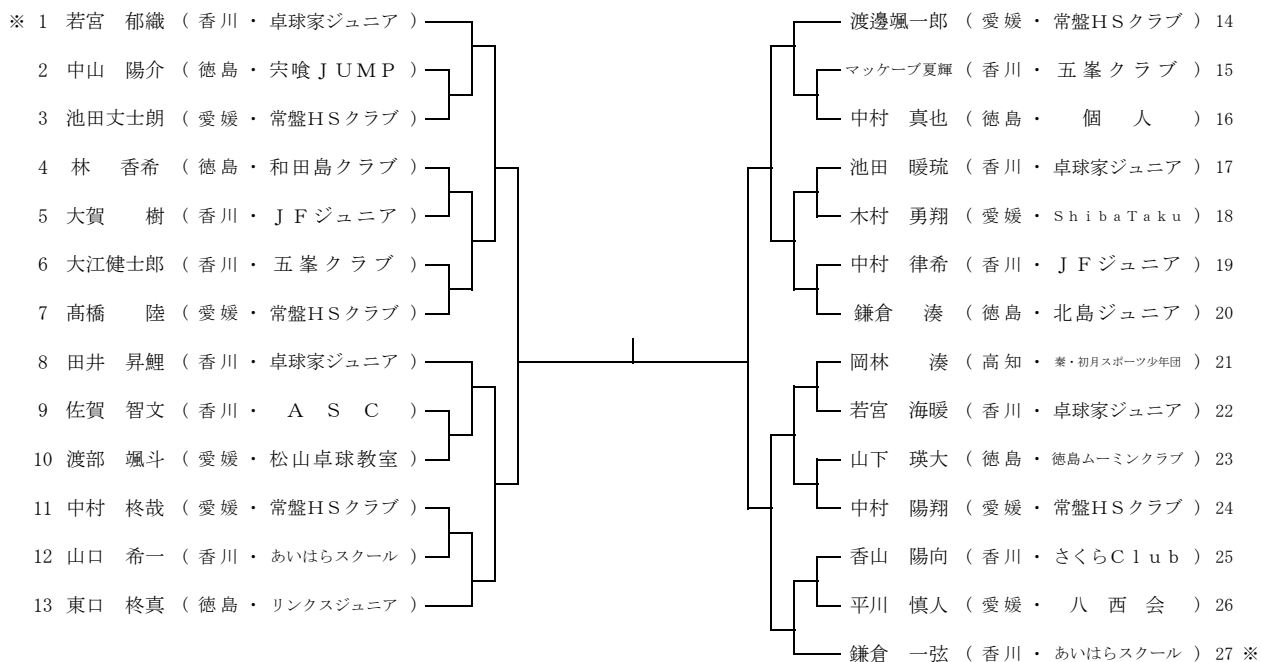 ※ 1 若宮 郁織 ( 香川 ・ 卓球家ジュニア )
2 中山 陽介 ( 徳島 ・ 宍喰JUMP )
3 池田丈士朗 ( 愛媛 ・ 常盤HSクラブ )
4 林 香希 ( 徳島 ・ 和田島クラブ )
5 大賀 樹 ( 香川 ・ JFジュニア )
6 大江健士郎 ( 香川 ・ 五峯クラブ )
7 髙橋 陸 ( 愛媛 ・ 常盤HSクラブ )
8 田井 昇鯉 ( 香川 ・ 卓球家ジュニア )
9 佐賀 智文 ( 香川 ・ A S C )
10 渡部 颯斗 ( 愛媛 ・ 松山卓球教室 )
11 中村 柊哉 ( 愛媛 ・ 常盤HSクラブ )
12 山口 希一 ( 香川 ・ あいはらスクール )
13 東口 柊真 ( 徳島 ・ リンクスジュニア )
渡邊颯一郎 ( 愛媛 ・ 常盤HSクラブ ) 14
マッケーブ夏輝 ( 香川 ・ 五峯クラブ ) 15
中村 真也 ( 徳島 ・ 個 人 ) 16
池田 暖琉 ( 香川 ・ 卓球家ジュニア ) 17
木村 勇翔 ( 愛媛 ・ ShibaTaku ) 18
中村 律希 ( 香川 ・ JFジュニア ) 19
鎌倉 湊 ( 徳島 ・ 北島ジュニア ) 20
岡林 湊 ( 高知 ・ 秦・初月スポーツ少年団 ) 21
若宮 海暖 ( 香川 ・ 卓球家ジュニア ) 22
山下 瑛大 ( 徳島 ・ 徳島ムーミンクラブ ) 23
中村 陽翔 ( 愛媛 ・ 常盤HSクラブ ) 24
香山 陽向 ( 香川 ・ さくらClub ) 25
平川 慎人 ( 愛媛 ・ 八 西 会 ) 26
鎌倉 一弦 ( 香川 ・ あいはらスクール ) 27 ※